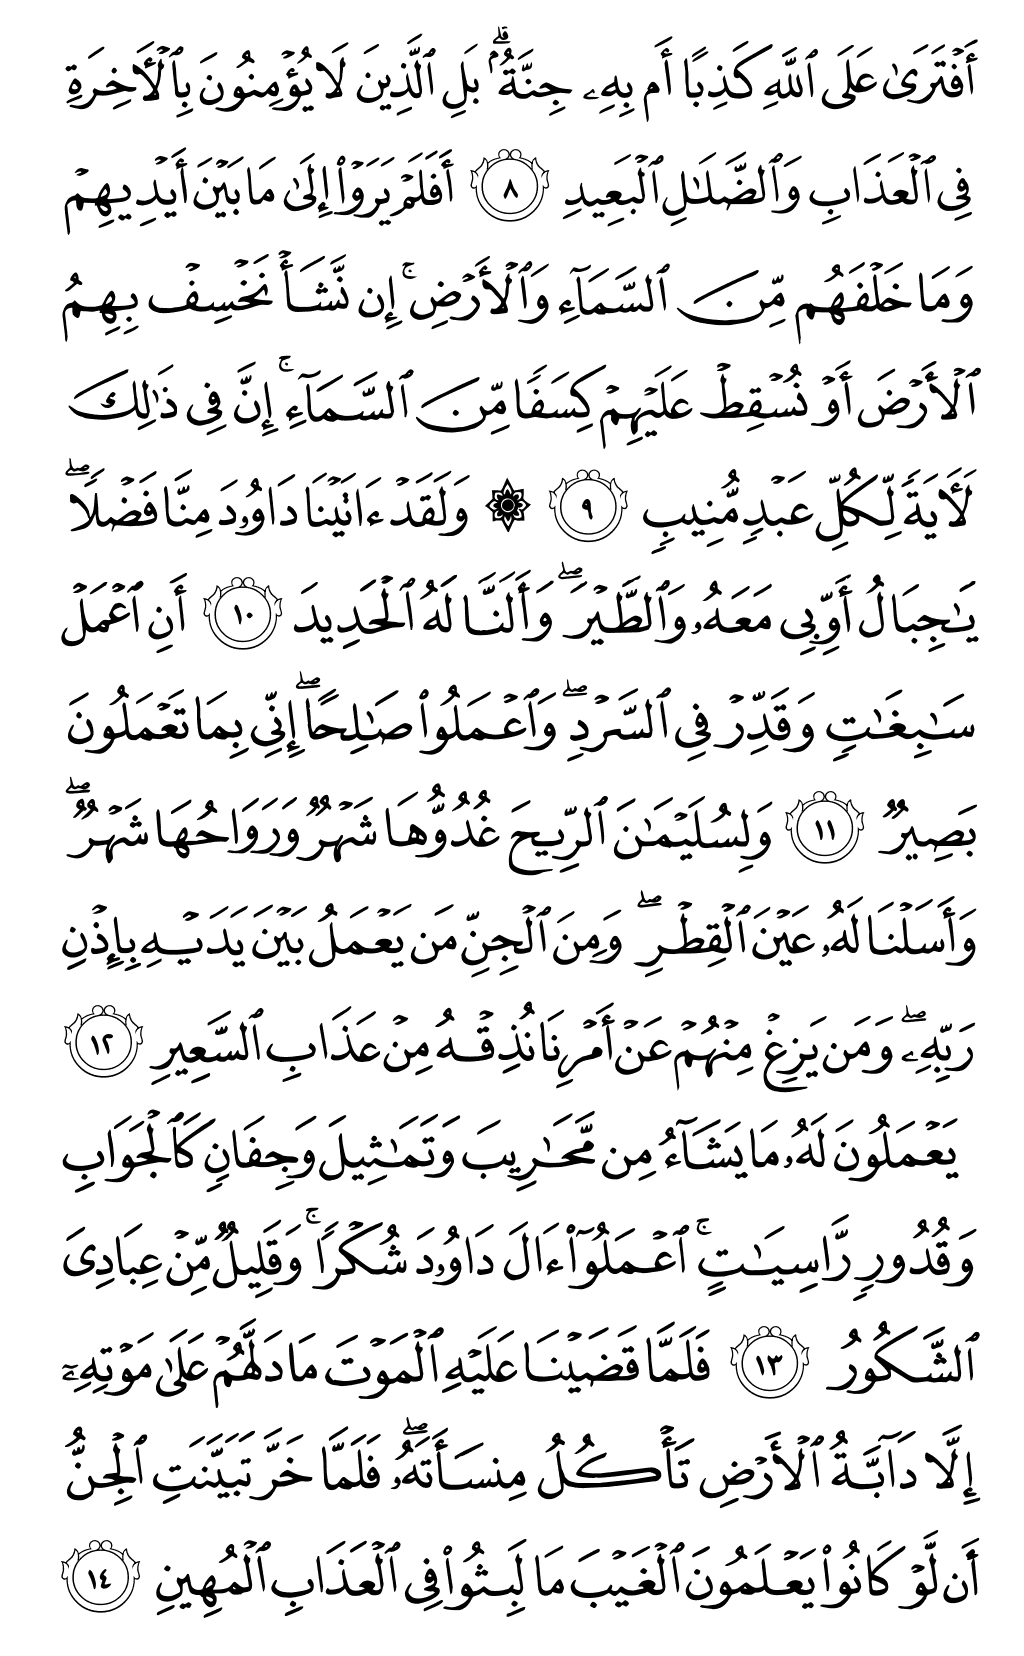 أَفْتَرَىٰ عَلَى ٱللَّهِ كَذِبًا أَم بِهِۦ جِنَّةٌۢ ۗ بَلِ ٱلَّذِينَ لَا يُؤْمِنُونَ بِٱلْأَخِرَةِ
فِى ٱلْعَذَابِ وَٱلضَّلَـٰلِ ٱلْبَعِيدِ ٨ أَفَلَمْ يَرَوْا۟ إِلَىٰ مَا بَيْنَ أَيْدِيهِمْ
وَمَا خَلْفَهُم مِّنَ ٱلسَّمَآءِ وَٱلْأَرْضِ ۚ إِن نَّشَأْ نَخْسِفْ بِهِمُ
ٱلْأَرْضَ أَوْ نُسْقِطْ عَلَيْهِمْ كِسَفًا مِّنَ ٱلسَّمَآءِ ۚ إِنَّ فِى ذَٰلِكَ
لَـَٔايَةً لِّكُلِّ عَبْدٍ مُّنِيبٍ ٩ ۞ وَلَقَدْ ءَاتَيْنَا دَاوُۥدَ مِنَّا فَضْلًا ۖ
يَـٰجِبَالُ أَوِّبِى مَعَهُۥ وَٱلطَّيْرَ ۖ وَأَلَنَّا لَهُ ٱلْحَدِيدَ ١٠ أَنِ ٱعْمَلْ
سَـٰبِغَـٰتٍ وَقَدِّرْ فِى ٱلسَّرْدِ ۖ وَٱعْمَلُوا۟ صَـٰلِحًا ۖ إِنِّى بِمَا تَعْمَلُونَ
بَصِيرٌ ١١ وَلِسُلَيْمَـٰنَ ٱلرِّيحَ غُدُوُّهَا شَهْرٌ وَرَوَاحُهَا شَهْرٌ ۖ
وَأَسَلْنَا لَهُۥ عَيْنَ ٱلْقِطْرِ ۖ وَمِنَ ٱلْجِنِّ مَن يَعْمَلُ بَيْنَ يَدَيْهِ بِإِذْنِ
رَبِّهِۦ ۖ وَمَن يَزِغْ مِنْهُمْ عَنْ أَمْرِنَا نُذِقْهُ مِنْ عَذَابِ ٱلسَّعِيرِ ١٢
يَعْمَلُونَ لَهُۥ مَا يَشَآءُ مِن مَّحَـٰرِيبَ وَتَمَـٰثِيلَ وَجِفَانٍ كَٱلْجَوَابِ
وَقُدُورٍ رَّاسِيَـٰتٍ ۚ ٱعْمَلُوٓا۟ ءَالَ دَاوُۥدَ شُكْرًا ۚ وَقَلِيلٌ مِّنْ عِبَادِىَ
ٱلشَّكُورُ ١٣ فَلَمَّا قَضَيْنَا عَلَيْهِ ٱلْمَوْتَ مَا دَلَّهُمْ عَلَىٰ مَوْتِهِۦٓ
إِلَّا دَآبَّةُ ٱلْأَرْضِ تَأْكُلُ مِنسَأَتَهُۥ ۖ فَلَمَّا خَرَّ تَبَيَّنَتِ ٱلْجِنُّ
أَن لَّوْ كَانُوا۟ يَعْلَمُونَ ٱلْغَيْبَ مَا لَبِثُوا۟ فِى ٱلْعَذَابِ ٱلْمُهِينِ ١٤